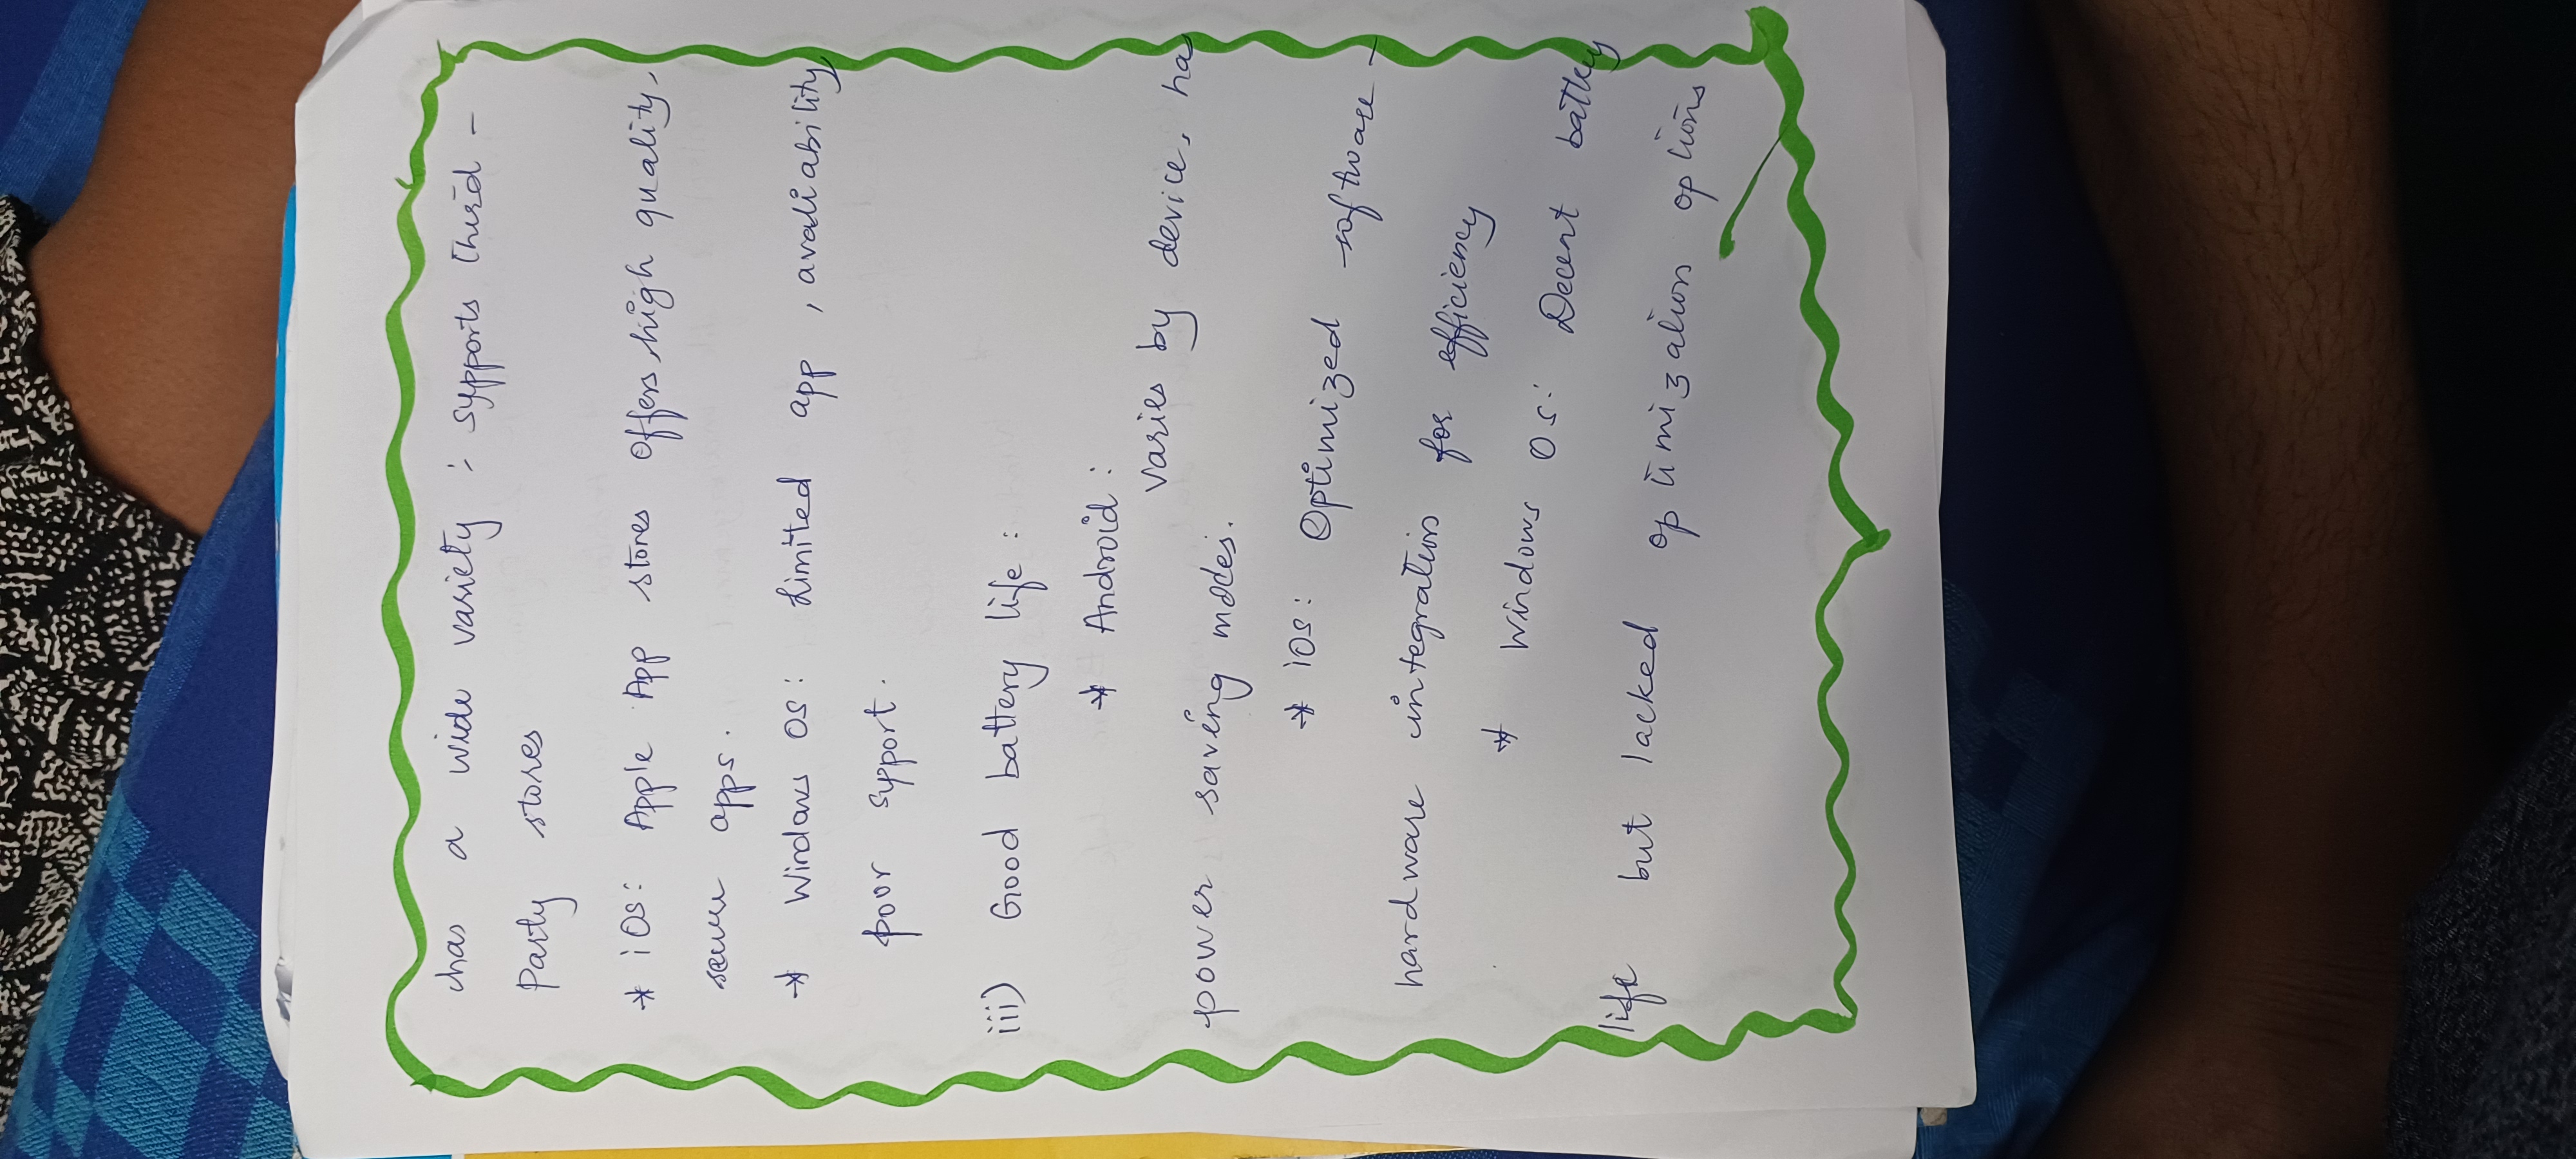 has a wide variety ; supports third -
Party stores
* iOs: Apple App stores Offers, high quality,
secure apps.
* Windows OS: Limited app, avaliability,
poor support.
iii) Good battery life :
* Android :
Varies by device, has
power saving modes.
* iOs: Optimized software -
hardware integration for efficiency
* Windows Os: Decent battery
life but lacked optimization options